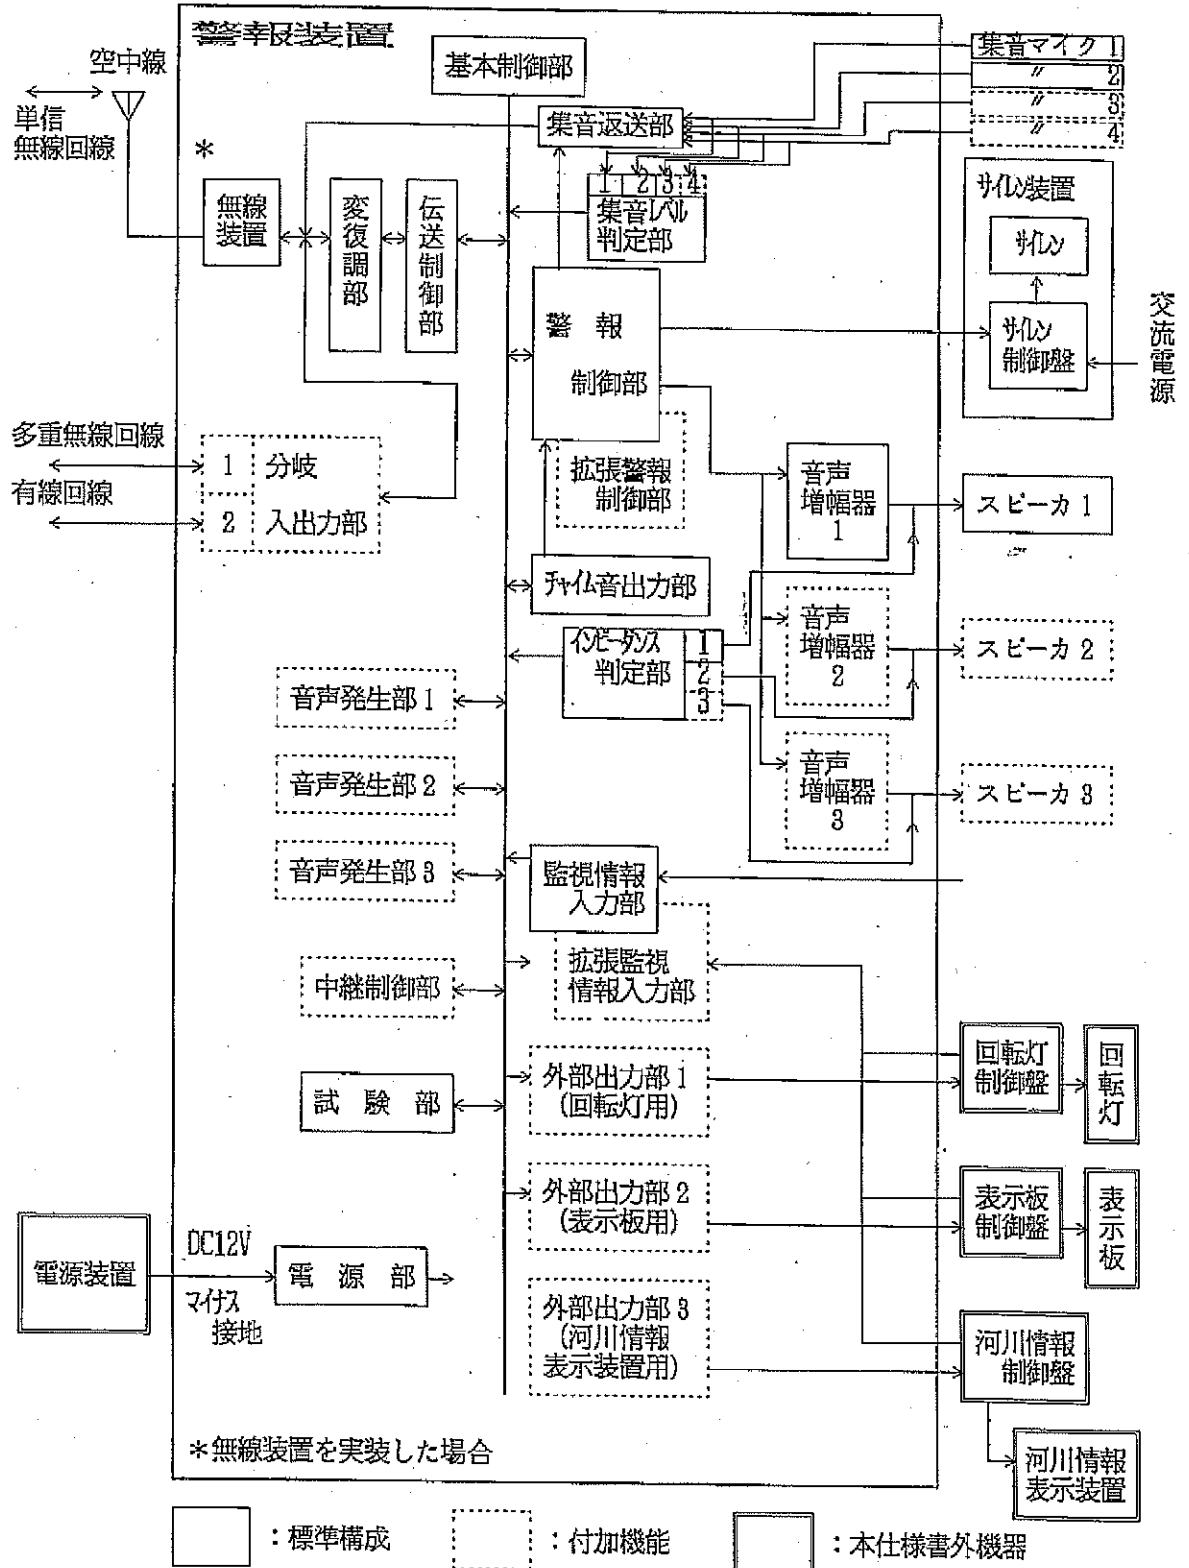 警報装置
空中線
単信
無線回線
*
無線
装置
変復調部
伝送制御部
基本制御部
集音返送部
1 2 3 4
集音レベル
判定部
集音マイク 1
〃 2
〃 3
〃 4
サイレン装置
サイレン
サイレン
制御盤
交流電源
警報
制御部
拡張警報
制御部
多重無線回線
有線回線
1 分岐
2 入出力部
音声
増幅器
1
スピーカ 1
チャイム音出力部
音声
増幅器
2
スピーカ 2
インピータンス
判定部
1
2
3
音声
増幅器
3
スピーカ 3
音声発生部 1
音声発生部 2
音声発生部 3
監視情報
入力部
拡張監視
情報入力部
中継制御部
試験部
外部出力部 1
(回転灯用)
回転灯
制御盤
回転灯
外部出力部 2
(表示板用)
表示板
制御盤
表示板
電源装置
DC12V
マイナス
接地
電源部
外部出力部 3
(河川情報
表示装置用)
河川情報
制御盤
河川情報
表示装置
*無線装置を実装した場合
:標準構成
:付加機能
:本仕様書外機器